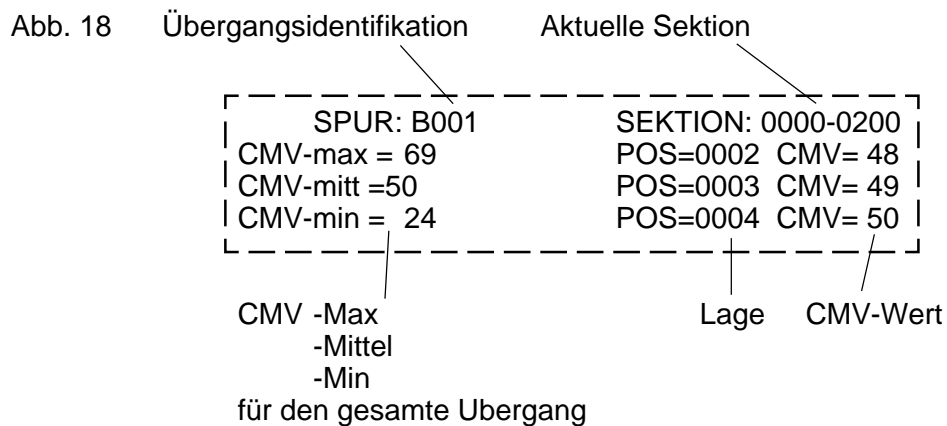 Abb. 18 Übergangsidentifikation Aktuelle Sektion
SPUR: B001 SEKTION: 0000-0200
CMV-max = 69 POS=0002 CMV= 48
CMV-mitt =50 POS=0003 CMV= 49
CMV-min = 24 POS=0004 CMV= 50
CMV -Max Lage CMV-Wert
-Mittel
-Min
für den gesamte Ubergang